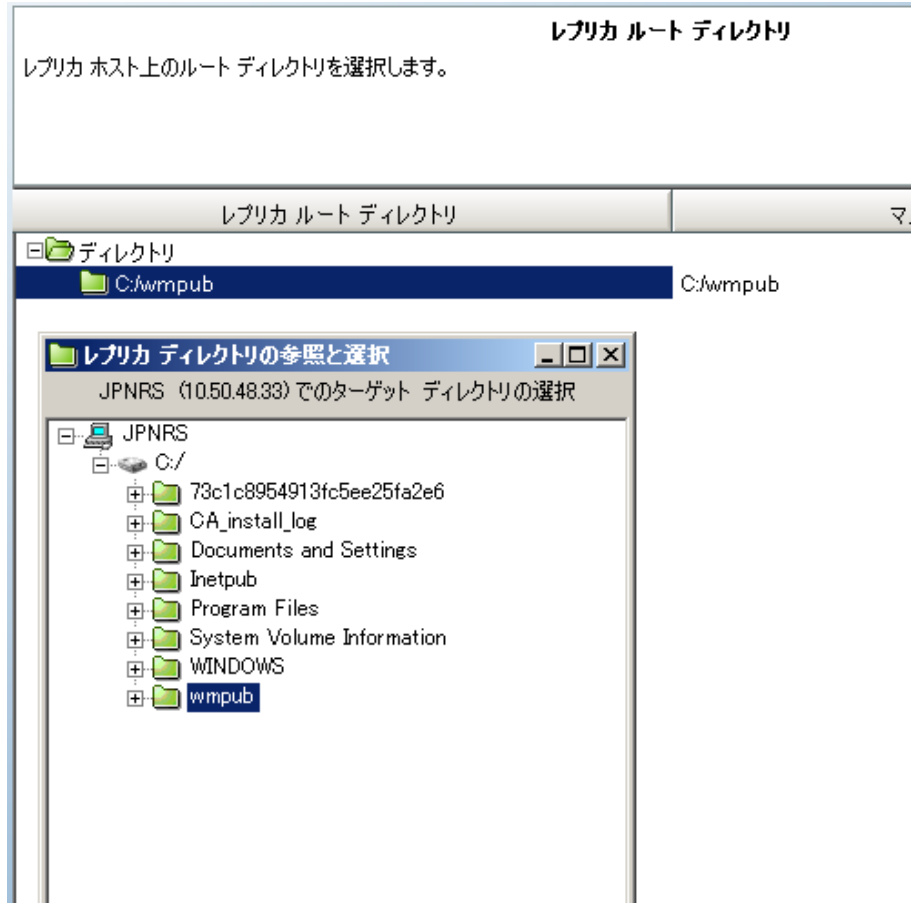 レプリカ ルート ディレクトリ
レプリカ ホスト上のルート ディレクトリを選択します。
レプリカ ルート ディレクトリ
ディレクトリ
C:/wmpub C:/wmpub
レプリカ ディレクトリの参照と選択
JPNRS (10.50.48.33) でのターゲット ディレクトリの選択
JPNRS
C:/
73c1c8954913fc5ee25fa2e6
CA_install_log
Documents and Settings
Inetpub
Program Files
System Volume Information
WINDOWS
wmpub